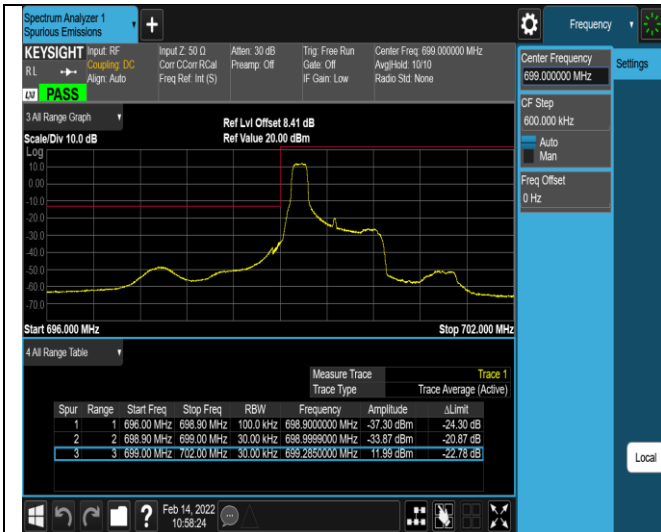 Spectrum Analyzer 1
Spurious Emissions
Frequency
KEYSIGHT Input: RF Input Z: 50 Ω Atten: 30 dB Trig: Free Run Center Freq: 699.000000 MHz
RL Coupling: DC Corr CCorr RCal Preamp: Off Gate: Off Avg|Hold: 10/10
Align: Auto Freq Ref: Int (S) IF Gain: Low Radio Std: None
LXI PASS
Center Frequency
699.000000 MHz
Settings
CF Step
600.000 kHz
Auto
Man
Freq Offset
0 Hz
3 All Range Graph
Ref Lvl Offset 8.41 dB
Scale/Div 10.0 dB Ref Value 20.00 dBm
Log
10.0
0.00
-10.0
-20.0
-30.0
-40.0
-50.0
-60.0
-70.0
Start 696.000 MHz Stop 702.000 MHz
4 All Range Table
Measure Trace Trace 1
Trace Type Trace Average (Active)
Spur Range Start Freq Stop Freq RBW Frequency Amplitude ΔLimit
1 1 696.00 MHz 698.90 MHz 100.0 kHz 698.9000000 MHz -37.30 dBm -24.30 dB
2 2 698.90 MHz 699.00 MHz 30.00 kHz 698.9999000 MHz -33.87 dBm -20.87 dB
3 3 699.00 MHz 702.00 MHz 30.00 kHz 699.2850000 MHz 11.99 dBm -22.78 dB
Local
Feb 14, 2022
10:58:24